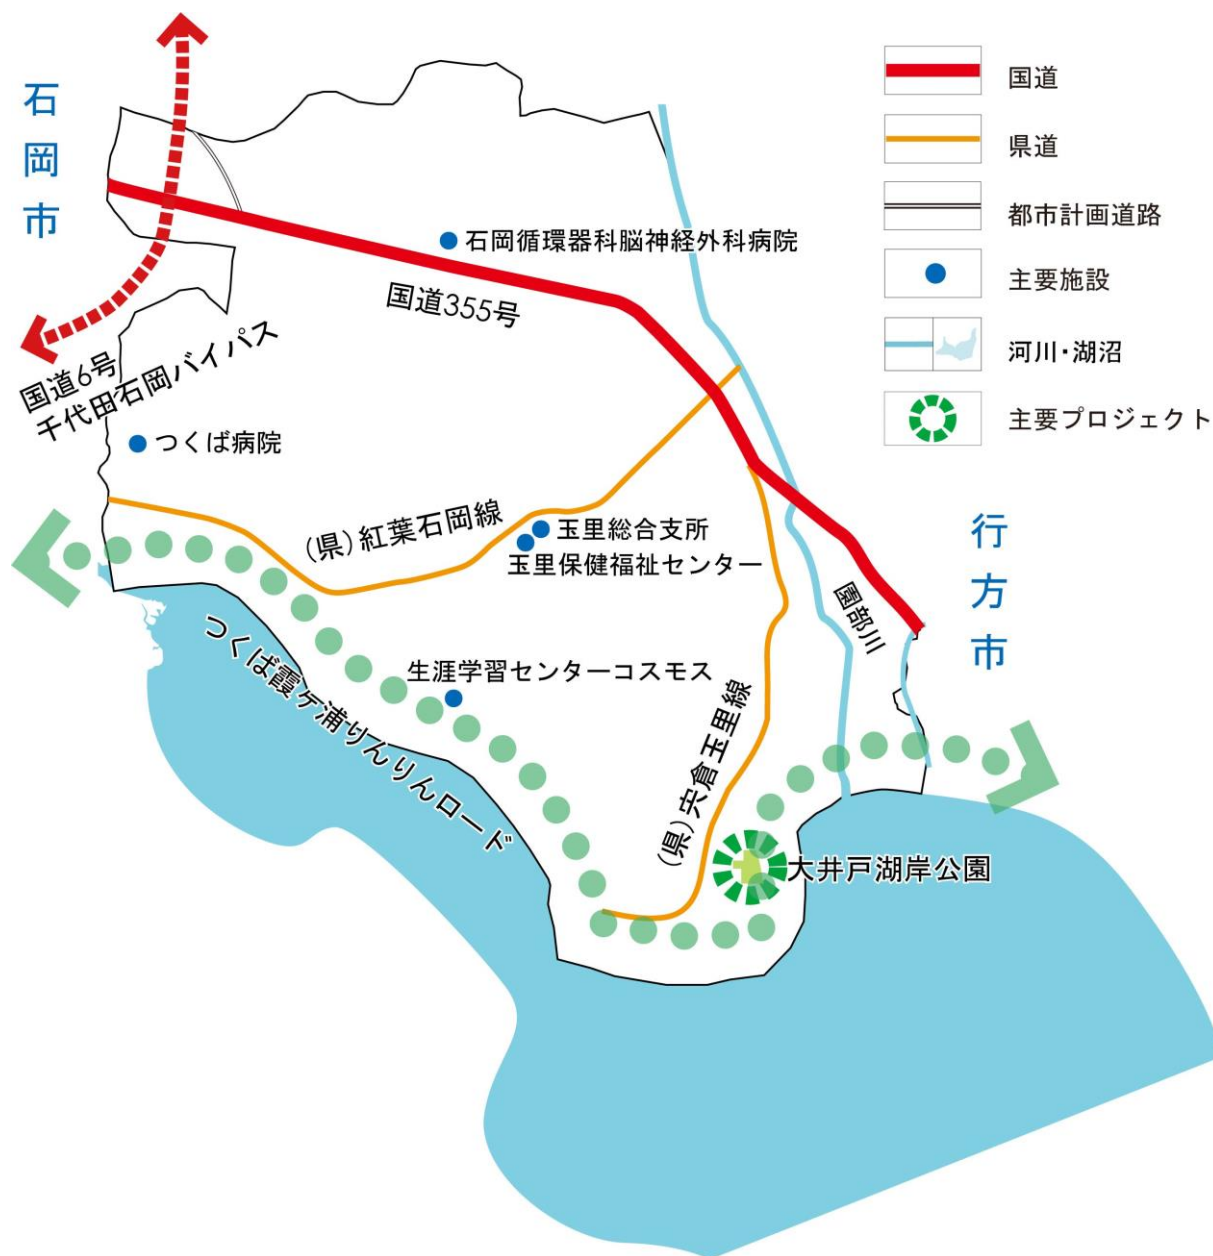 石岡市
国道
県道
都市計画道路
主要施設
河川・湖沼
主要プロジェクト
石岡循環器科脳神経外科病院
国道355号
国道6号
千代田石岡バイパス
つくば病院
(県)紅葉石岡線
玉里総合支所
玉里保健福祉センター
行方市
園部川
つくば霞ヶ浦りんりんロード
生涯学習センターコスモス
(県)宍倉玉里線
大井戸湖岸公園